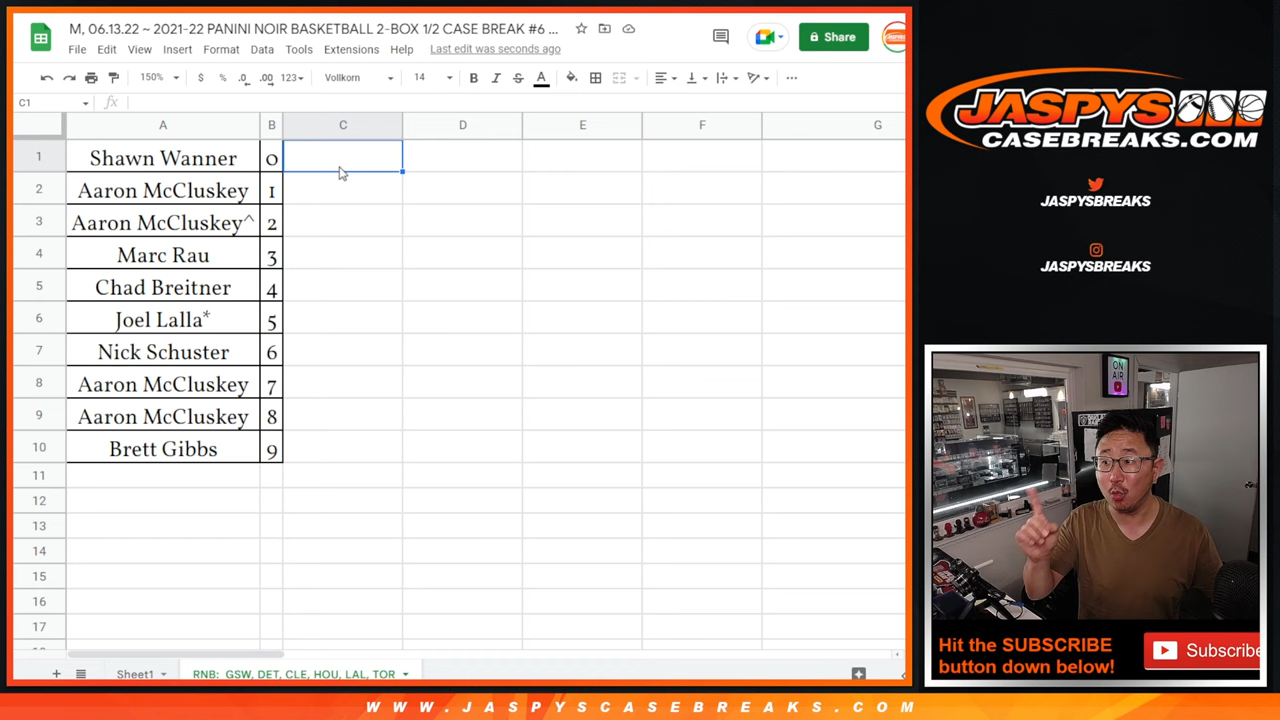 M, 06.13.22 ~ 2021-22 PANINI NOIR BASKETBALL 2-BOX 1/2 CASE BREAK #6 ...
File Edit View Insert Format Data Tools Extensions Help Last edit was seconds ago
Share
150% $ % .0 .00 123 Vollkorn 14 B I S A
C1 fx
A B C D E F G
1 Shawn Wanner 0
2 Aaron McCluskey 1
3 Aaron McCluskey^ 2
4 Marc Rau 3
5 Chad Breitner 4
6 Joel Lalla* 5
7 Nick Schuster 6
8 Aaron McCluskey 7
9 Aaron McCluskey 8
10 Brett Gibbs 9
11
12
13
14
15
16
17
+ Sheet1 RNB: GSW, DET, CLE, HOU, LAL, TOR
JASPYS
CASEBREAKS.COM
JASPYSBREAKS
JASPYSBREAKS
ON
AIR
Hit the SUBSCRIBE
button down below!
Subscribe
WWW.JASPYSCASEBREAKS.COM